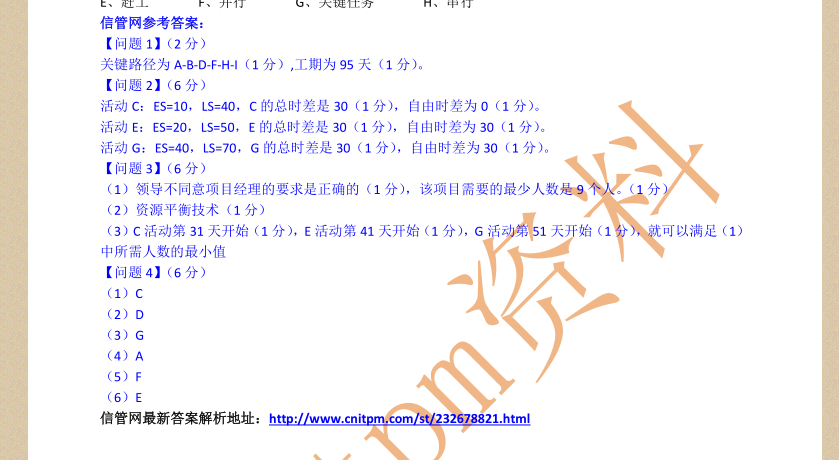 E、赶工 F、并行 G、关键任务 H、串行
信管网参考答案：
【问题 1】（2 分）
关键路径为 A-B-D-F-H-I（1 分）,工期为 95 天（1 分）。
【问题 2】（6 分）
活动 C：ES=10，LS=40，C 的总时差是 30（1 分），自由时差为 0（1 分）。
活动 E：ES=20，LS=50，E 的总时差是 30（1 分），自由时差为 30（1 分）。
活动 G：ES=40，LS=70，G 的总时差是 30（1 分），自由时差为 30（1 分）。
【问题 3】（6 分）
（1）领导不同意项目经理的要求是正确的（1 分），该项目需要的最少人数是 9 个人。（1 分）
（2）资源平衡技术（1 分）
（3）C 活动第 31 天开始（1 分），E 活动第 41 天开始（1 分），G 活动第 51 天开始（1 分），就可以满足（1）
中所需人数的最小值
【问题 4】（6 分）
（1）C
（2）D
（3）G
（4）A
（5）F
（6）E
信管网最新答案解析地址：http://www.cnitpm.com/st/232678821.html
tpm资料